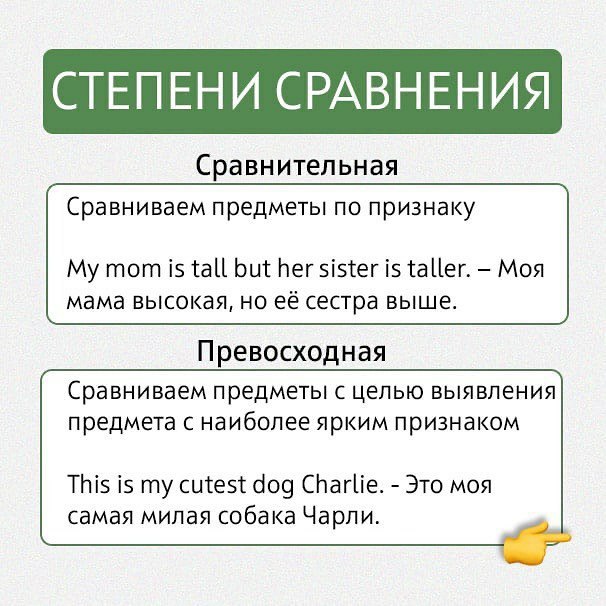 СТЕПЕНИ СРАВНЕНИЯ
Сравнительная
Сравниваем предметы по признаку
My mom is tall but her sister is taller. – Моя
мама высокая, но её сестра выше.
Превосходная
Сравниваем предметы с целью выявления
предмета с наиболее ярким признаком
This is my cutest dog Charlie. - Это моя
самая милая собака Чарли.